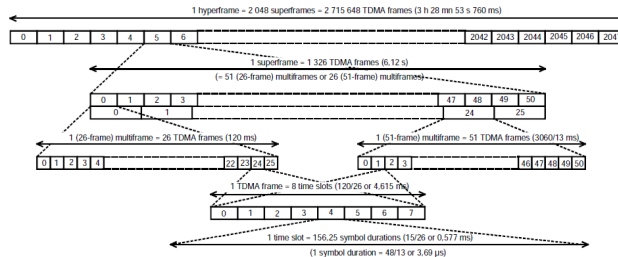 1 hyperframe = 2 048 superframes = 2 715 648 TDMA frames (3 h 28 mn 53 s 760 ms)
0 1 2 3 4 5 6 2042 2043 2044 2045 2046
1 superframe = 1 326 TDMA frames (6,12 s)
(= 51 (26-frame) multiframes or 26 (51-frame) multiframes)
0 1 2 3 47 48 49 50
0 1 24 25
1 (26-frame) multiframe = 26 TDMA frames (120 ms) 1 (51-frame) multiframe = 51 TDMA frames (3060/13 ms)
0 1 2 3 4 22 23 24 25 0 1 2 3 46 47 48 49 50
1 TDMA frame = 8 time slots (120/26 or 4,615 ms)
0 1 2 3 4 5 6 7
1 time slot = 156.25 symbol durations (15/26 or 0,577 ms)
(1 symbol duration = 48/13 or 3.69 µs)